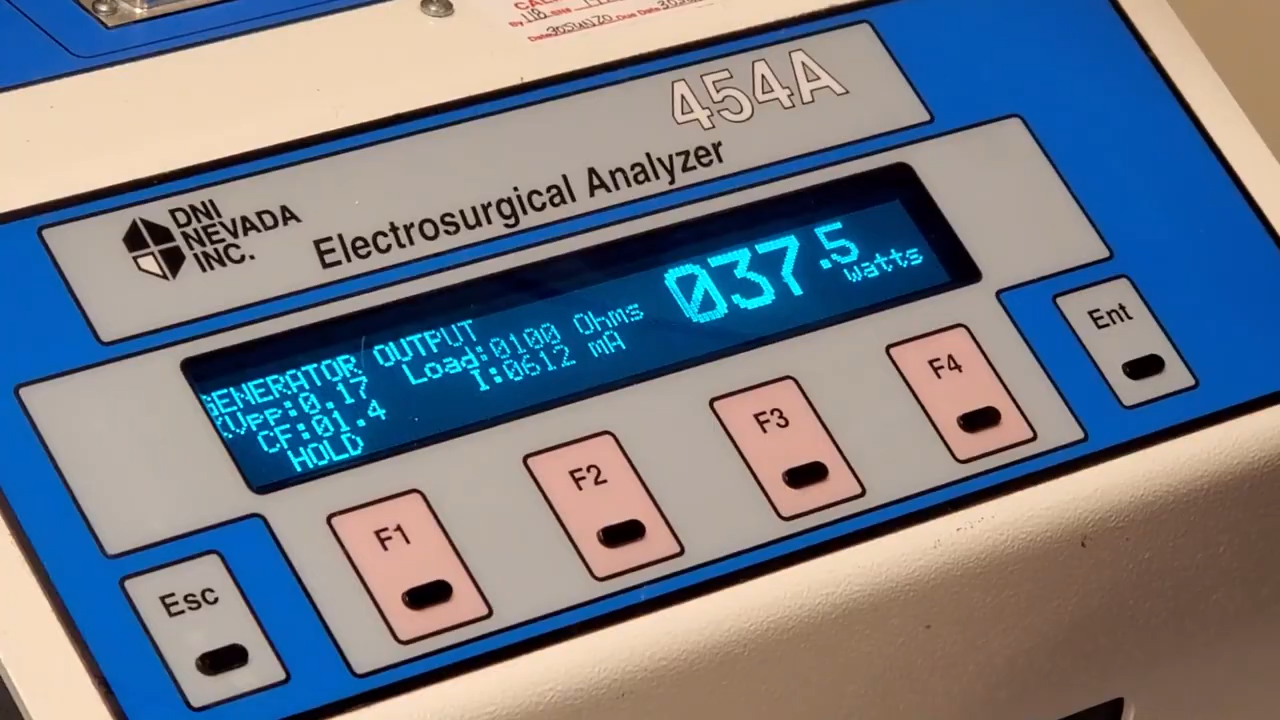 454A
DNI
NEVADA
INC.
Electrosurgical Analyzer
GENERATOR OUTPUT
KVpp:0.17 Load:0100 Ohms
CF:01.4 I:0612 mA
HOLD
037.5
watts
Esc
F1
F2
F3
F4
Ent